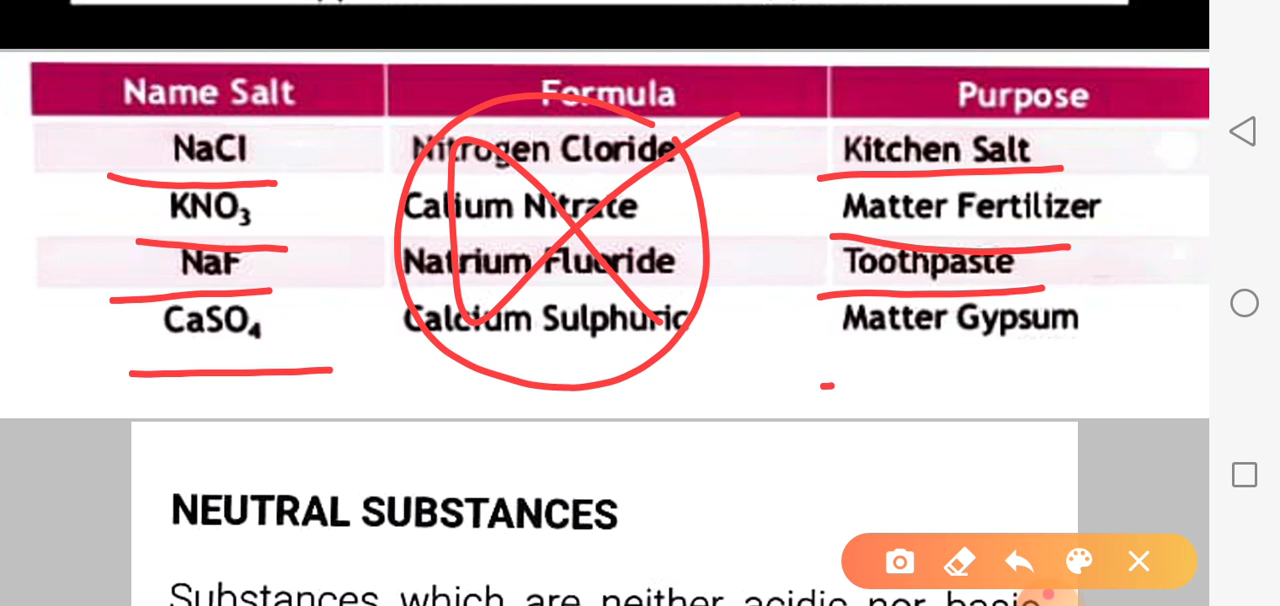 Name Salt Formula Purpose
NaCl Nitrogen Cloride Kitchen Salt
KNO₃ Calium Nitrate Matter Fertilizer
NaF Natrium Fluoride Toothpaste
CaSO₄ Calcium Sulphuric Matter Gypsum
NEUTRAL SUBSTANCES
Substances which are neither acidic nor basic